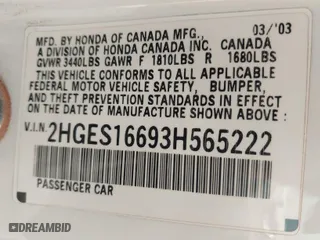 MFD. BY HONDA OF CANADA MFG., 03/'03
A DIVISION OF HONDA CANADA INC. CANADA
GVWR 3440LBS GAWR F 1810LBS R 1680LBS
THIS VEHICLE CONFORMS TO ALL APPLICABLE
FEDERAL MOTOR VEHICLE SAFETY, BUMPER,
AND THEFT PREVENTION STANDARDS IN EFFECT ON
THE DATE OF MANUFACTURE SHOWN ABOVE.
V.I.N. 2HGES16693H565222
PASSENGER CAR
DREAMBID